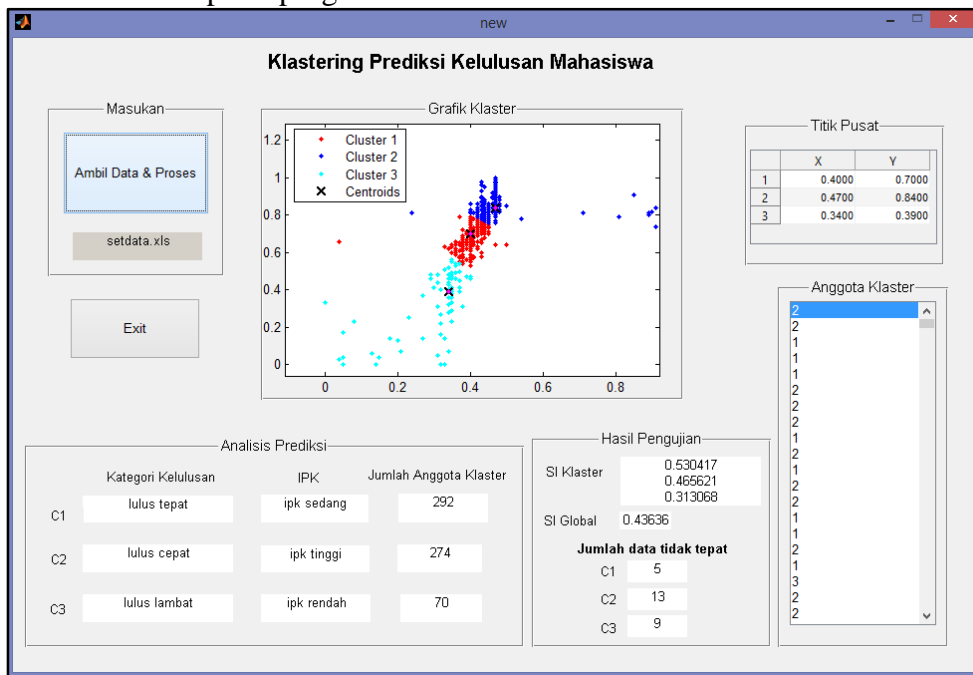 new
Klastering Prediksi Kelulusan Mahasiswa
Masukan
Ambil Data & Proses
setdata.xls
Exit
Grafik Klaster
Cluster 1
Cluster 2
Cluster 3
Centroids
1.2
1
0.8
0.6
0.4
0.2
0
0 0.2 0.4 0.6 0.8
Titik Pusat
X Y
1 0.4000 0.7000
2 0.4700 0.8400
3 0.3400 0.3900
Anggota Klaster
2
2
1
1
1
2
2
2
1
2
1
2
2
1
1
2
1
3
2
2
Analisis Prediksi
Kategori Kelulusan IPK Jumlah Anggota Klaster
C1 lulus tepat ipk sedang 292
C2 lulus cepat ipk tinggi 274
C3 lulus lambat ipk rendah 70
Hasil Pengujian
SI Klaster
0.530417
0.465621
0.313068
SI Global 0.43636
Jumlah data tidak tepat
C1 5
C2 13
C3 9